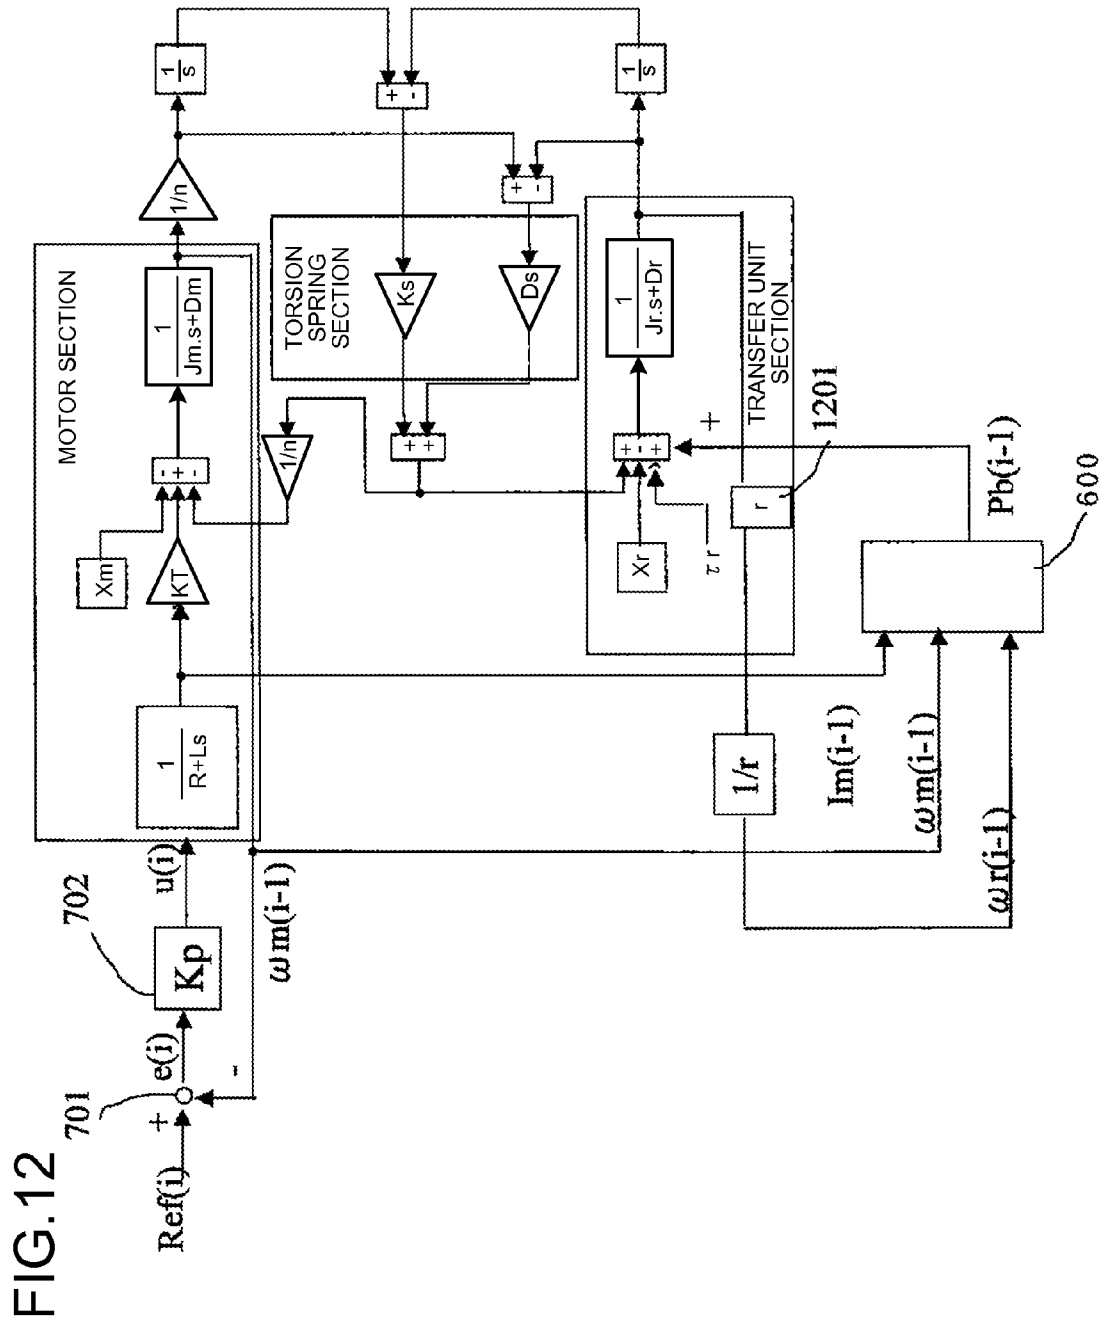 FIG.12
Ref(i)
+
-
701
e(i)
702
Kp
u(i)
ωm(i-1)
MOTOR SECTION
1
R+Ls
KT
Xm
-
+
-
1
Jm.s+Dm
1/n
1
s
1/n
TORSION
SPRING
SECTION
Ks
Ds
+
+
+
-
+
-
1
s
TRANSFER UNIT
SECTION
1
Jr.s+Dr
+
-
+
+
Xr
τr
r
1201
1/r
Im(i-1)
ωm(i-1)
ωr(i-1)
Pb(i-1)
600